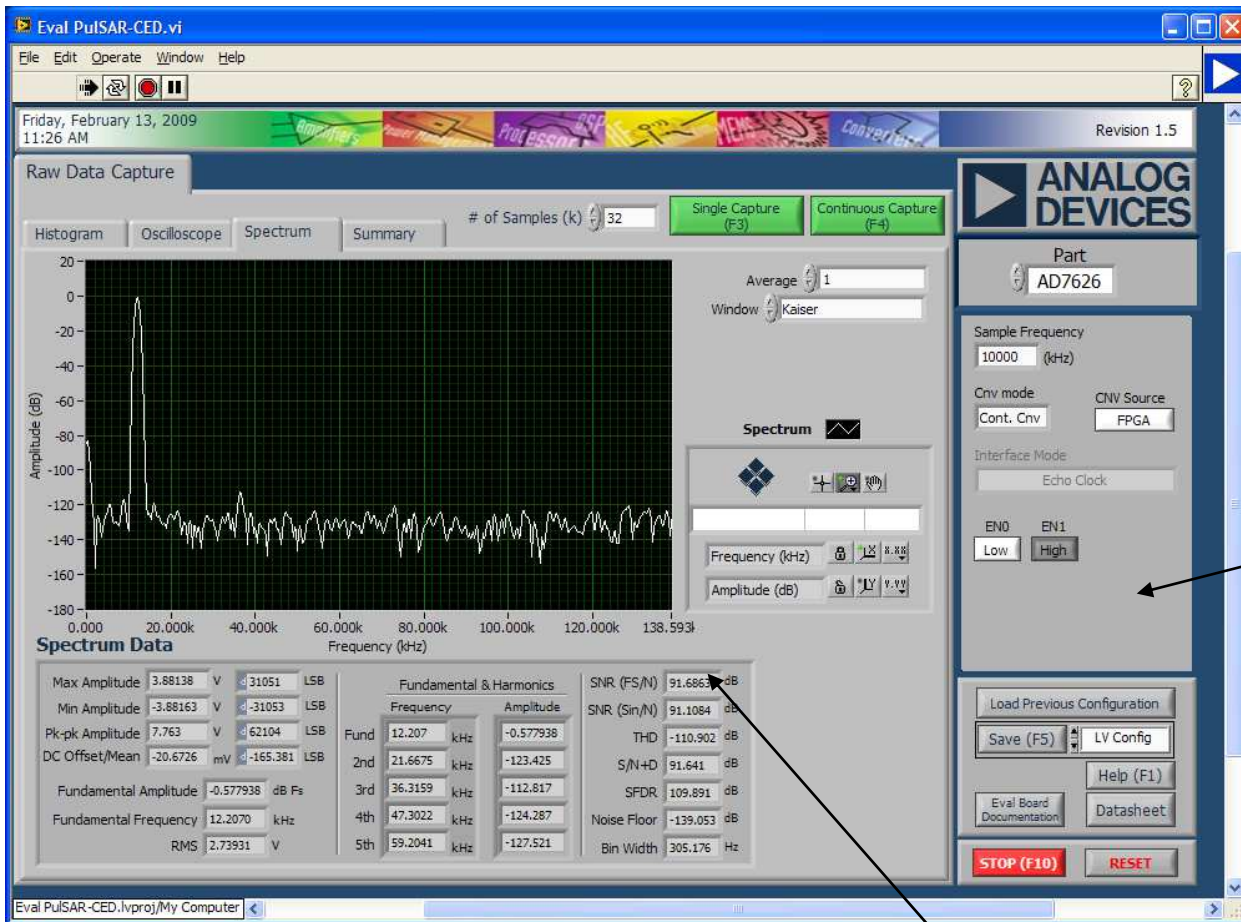 Eval PulSAR-CED.vi
File Edit Operate Window Help
Friday, February 13, 2009
11:26 AM
Amplifiers Power Processor DSP MEMS Converters
Revision 1.5
Raw Data Capture
ANALOG DEVICES
Histogram Oscilloscope Spectrum Summary
# of Samples (k) 32
Single Capture (F3)
Continuous Capture (F4)
Part
AD7626
Average 1
Window Kaiser
Sample Frequency
10000 (kHz)
Cnv mode
Cont. Cnv
CNV Source
FPGA
Interface Mode
Echo Clock
EN0 EN1
Low High
Spectrum
Frequency (kHz)
Amplitude (dB)
Amplitude (dB)
20
0
-20
-40
-60
-80
-100
-120
-140
-160
-180
0.000 20.000k 40.000k 60.000k 80.000k 100.000k 120.000k 138.593k
Frequency (kHz)
Spectrum Data
Max Amplitude 3.88138 V d 31051 LSB
Min Amplitude -3.88163 V d -31053 LSB
Pk-pk Amplitude 7.763 V d 62104 LSB
DC Offset/Mean -20.6726 mV d -165.381 LSB
Fundamental Amplitude -0.577938 dB Fs
Fundamental Frequency 12.2070 kHz
RMS 2.73931 V
Fundamental & Harmonics
Frequency Amplitude
Fund 12.207 kHz -0.577938
2nd 21.6675 kHz -123.425
3rd 36.3159 kHz -112.817
4th 47.3022 kHz -124.287
5th 59.2041 kHz -127.521
SNR (FS/N) 91.6863 dB
SNR (Sin/N) 91.1084 dB
THD -110.902 dB
S/N+D 91.641 dB
SFDR 109.891 dB
Noise Floor -139.053 dB
Bin Width 305.176 Hz
Load Previous Configuration
Save (F5) LV Config
Help (F1)
Eval Board Documentation
Datasheet
STOP (F10) RESET
Eval PulSAR-CED.lvproj/My Computer